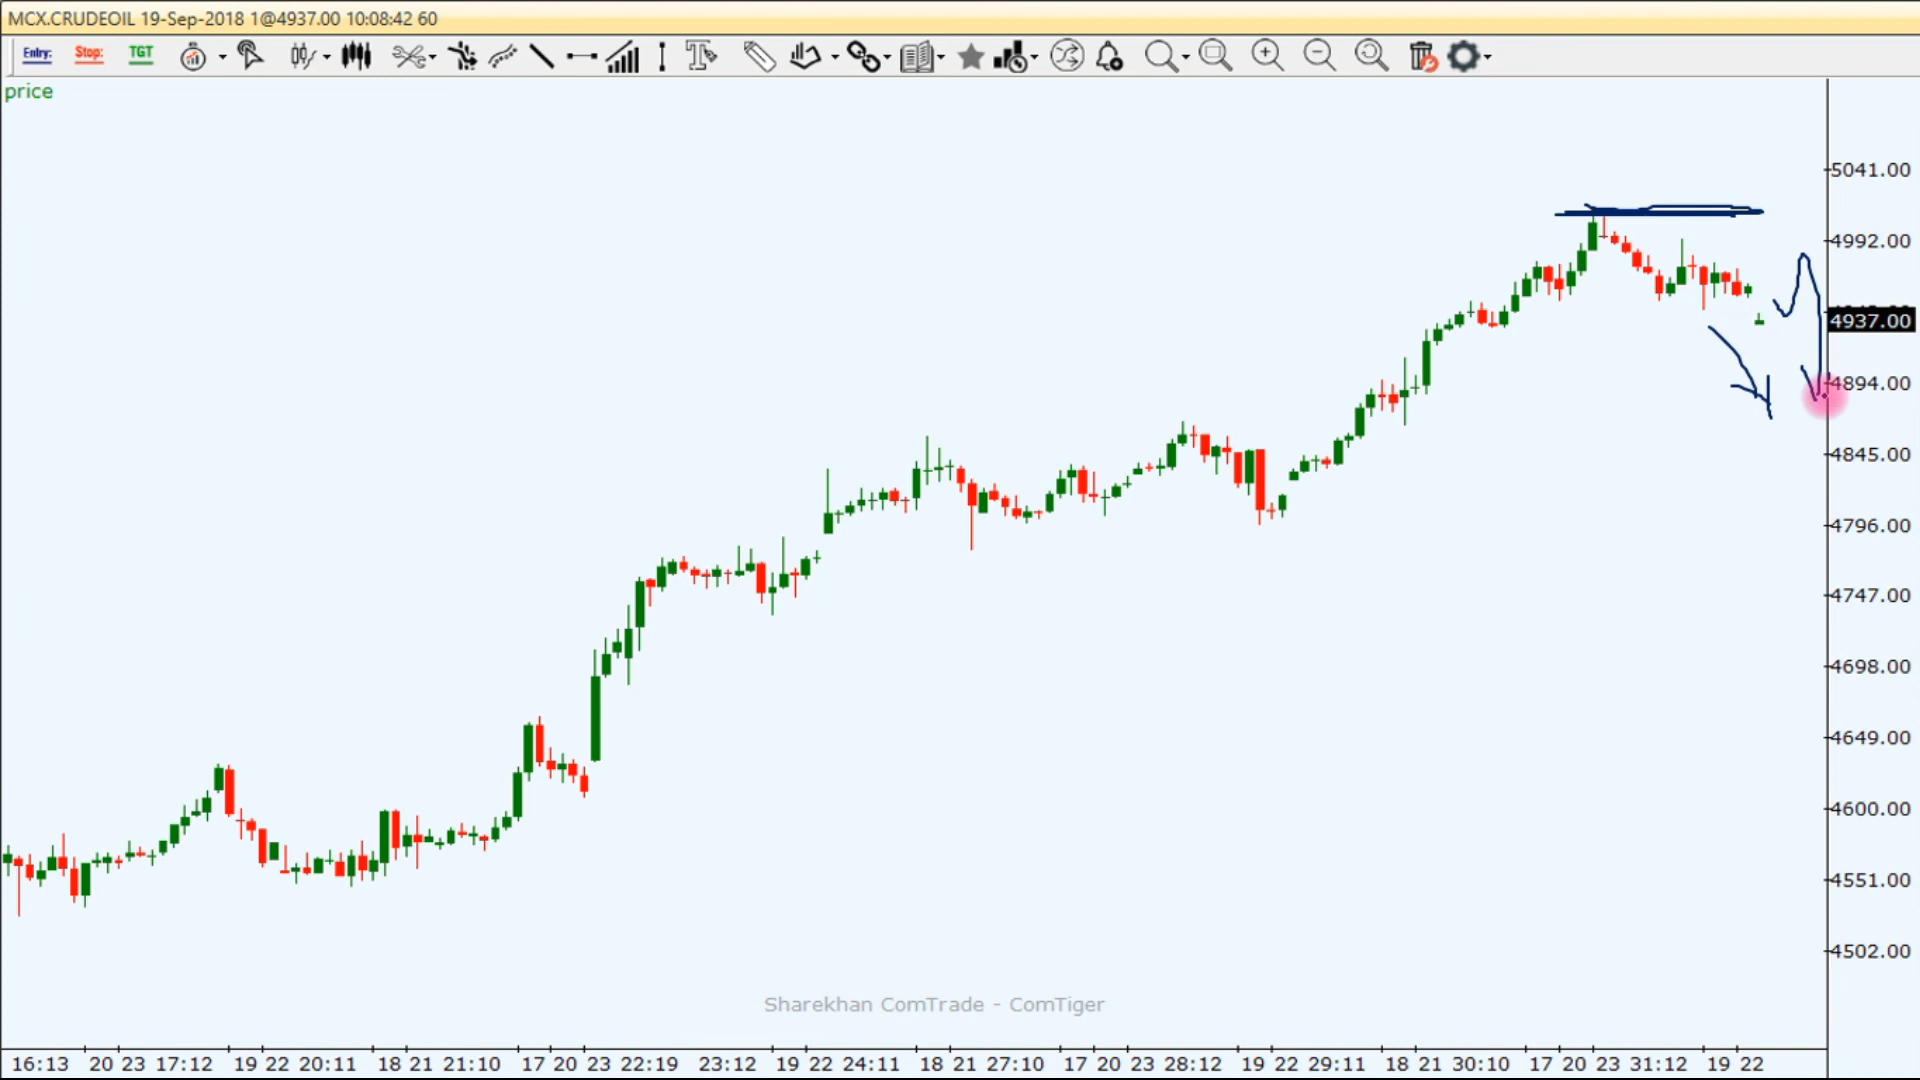 MCX.CRUDEOIL 19-Sep-2018 1@4937.00 10:08:42 60
Entry: Stop: TGT
price
5041.00
4992.00
4937.00
4894.00
4845.00
4796.00
4747.00
4698.00
4649.00
4600.00
4551.00
4502.00
Sharekhan ComTrade - ComTiger
16:13 20 23 17:12 19 22 20:11 18 21 21:10 17 20 23 22:19 23:12 19 22 24:11 18 21 27:10 17 20 23 28:12 19 22 29:11 18 21 30:10 17 20 23 31:12 19 22